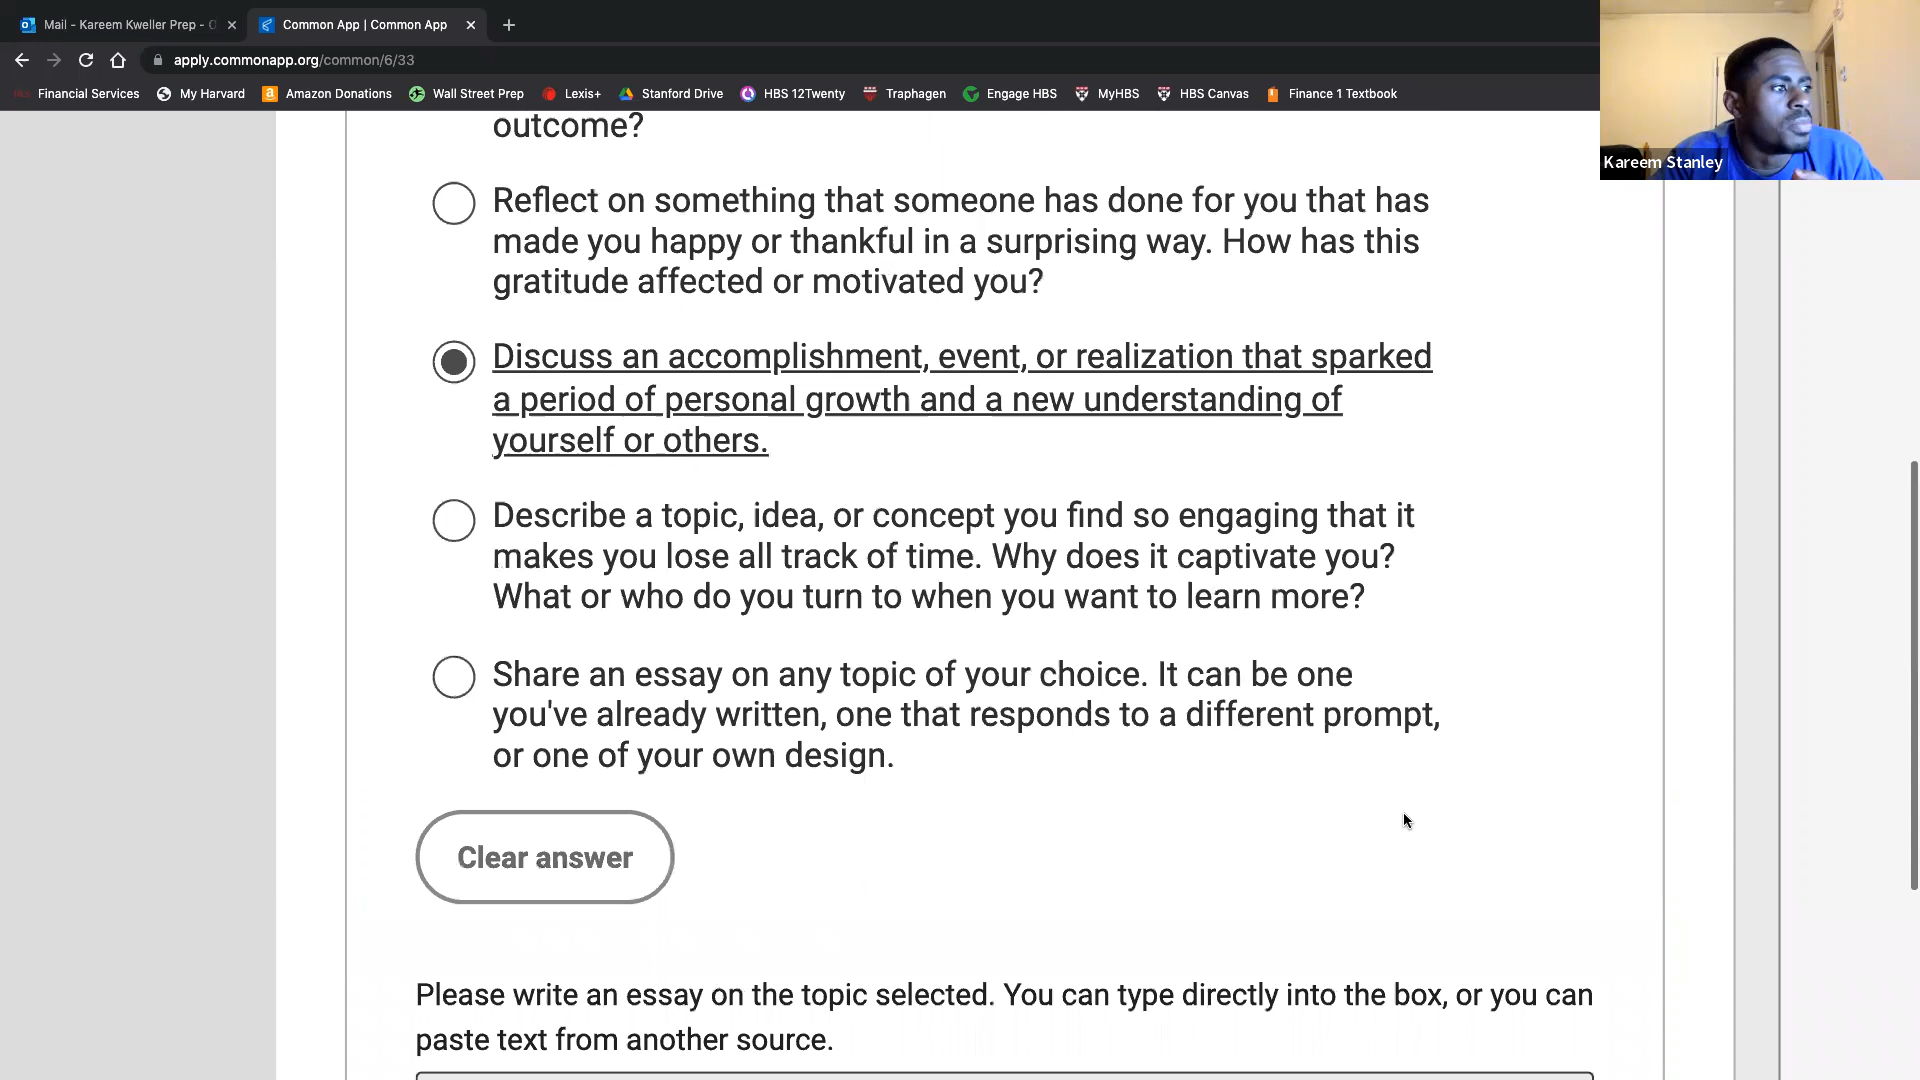 Mail - Kareem Kweller Prep -
Common App | Common App
apply.commonapp.org/common/6/33
Financial Services
My Harvard
Amazon Donations
Wall Street Prep
Lexis+
Stanford Drive
HBS 12Twenty
Traphagen
Engage HBS
MyHBS
HBS Canvas
Finance 1 Textbook
Kareem Stanley
outcome?
Reflect on something that someone has done for you that has
made you happy or thankful in a surprising way. How has this
gratitude affected or motivated you?
Discuss an accomplishment, event, or realization that sparked
a period of personal growth and a new understanding of
yourself or others.
Describe a topic, idea, or concept you find so engaging that it
makes you lose all track of time. Why does it captivate you?
What or who do you turn to when you want to learn more?
Share an essay on any topic of your choice. It can be one
you've already written, one that responds to a different prompt,
or one of your own design.
Clear answer
Please write an essay on the topic selected. You can type directly into the box, or you can
paste text from another source.